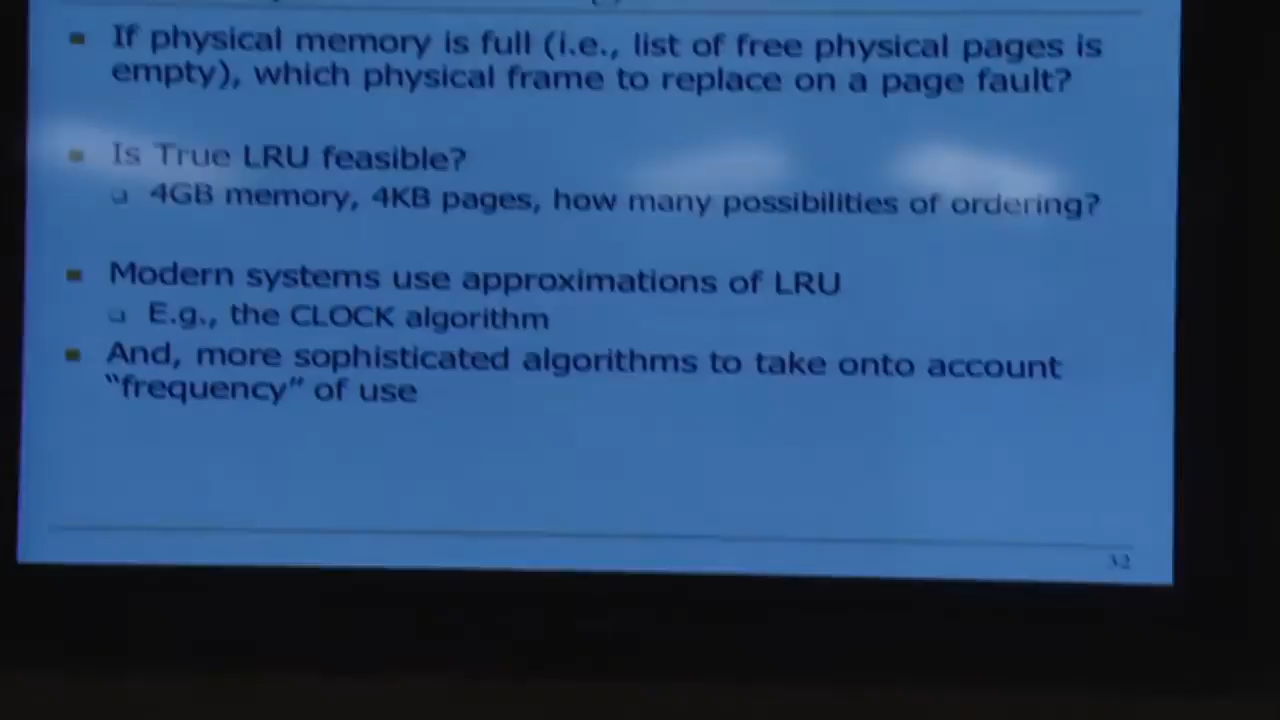 If physical memory is full (i.e., list of free physical pages is
empty), which physical frame to replace on a page fault?
Is True LRU feasible?
4GB memory, 4KB pages, how many possibilities of ordering?
Modern systems use approximations of LRU
E.g., the CLOCK algorithm
And, more sophisticated algorithms to take onto account
“frequency” of use
32